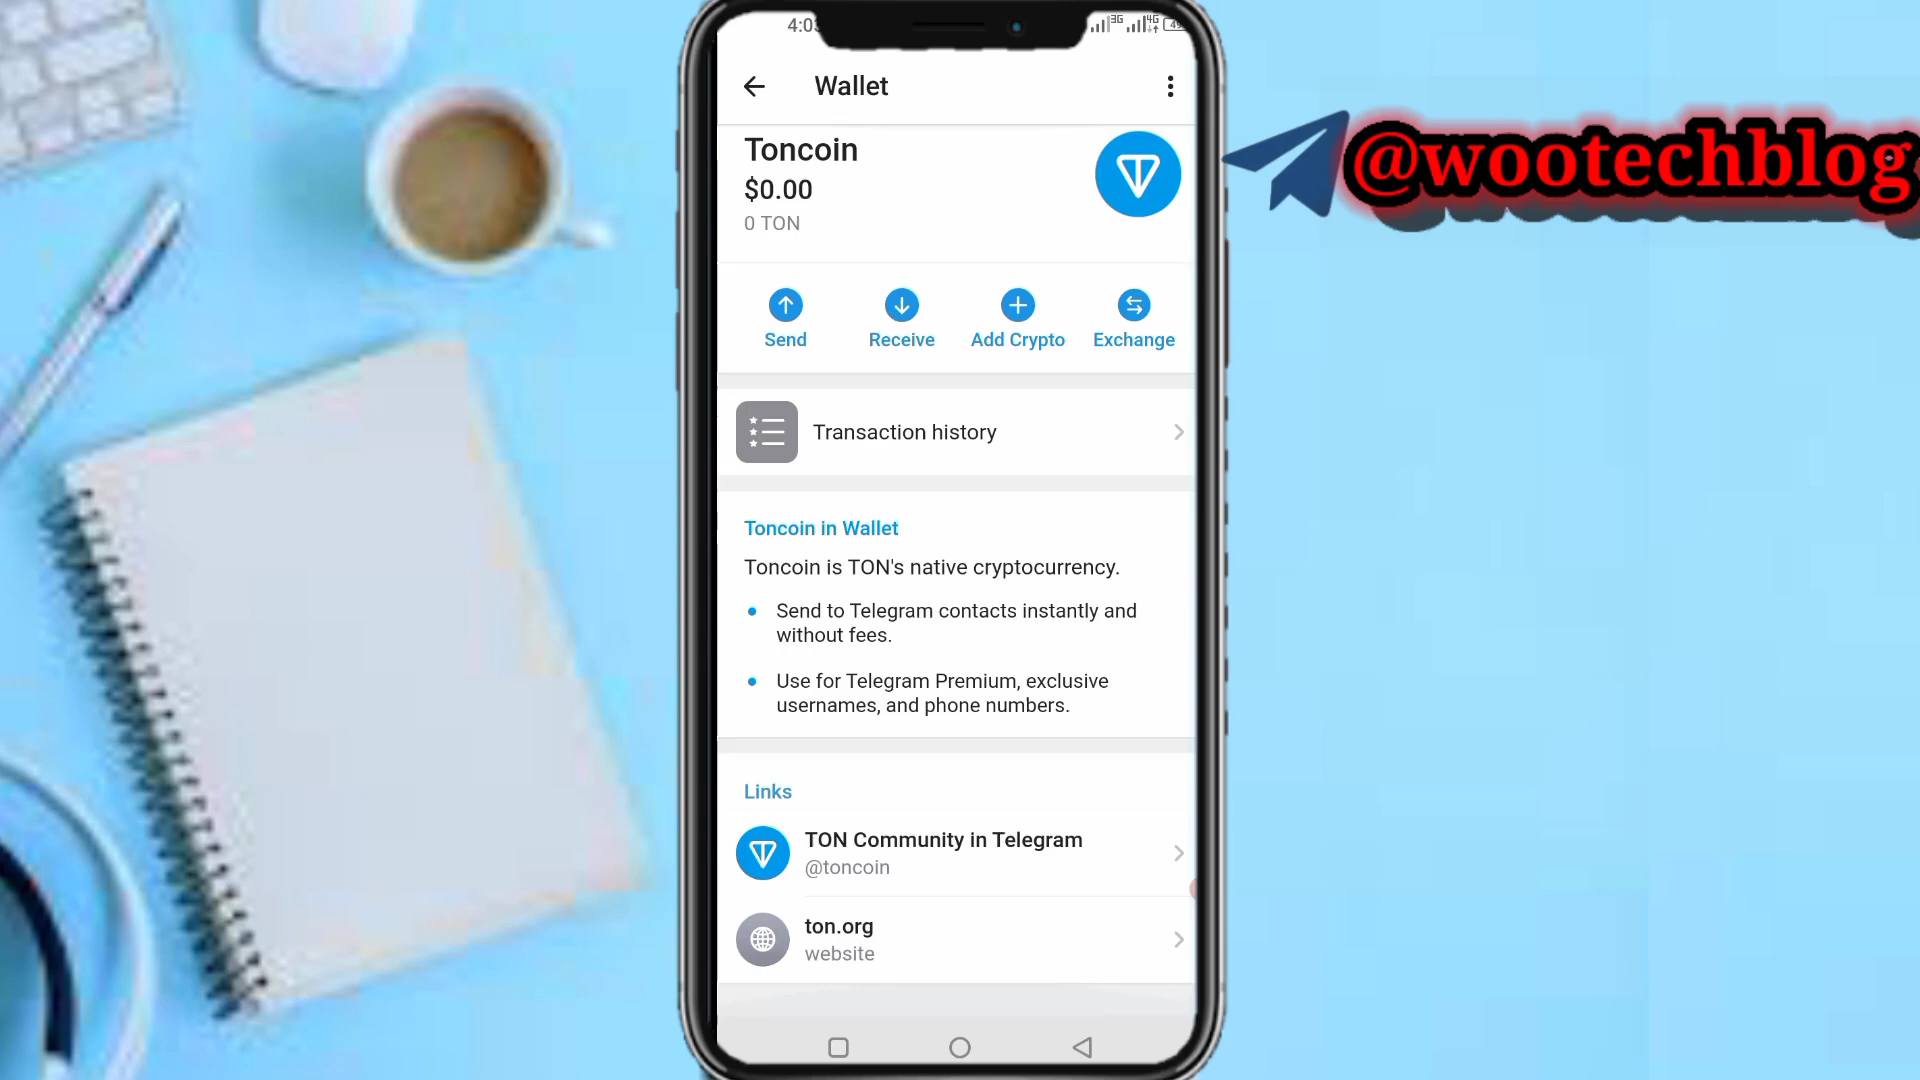 Wallet
Toncoin
$0.00
0 TON
Send
Receive
Add Crypto
Exchange
Transaction history
Toncoin in Wallet
Toncoin is TON's native cryptocurrency.
Send to Telegram contacts instantly and
without fees.
Use for Telegram Premium, exclusive
usernames, and phone numbers.
Links
TON Community in Telegram
@toncoin
ton.org
website
@wootechblog
3G
4G